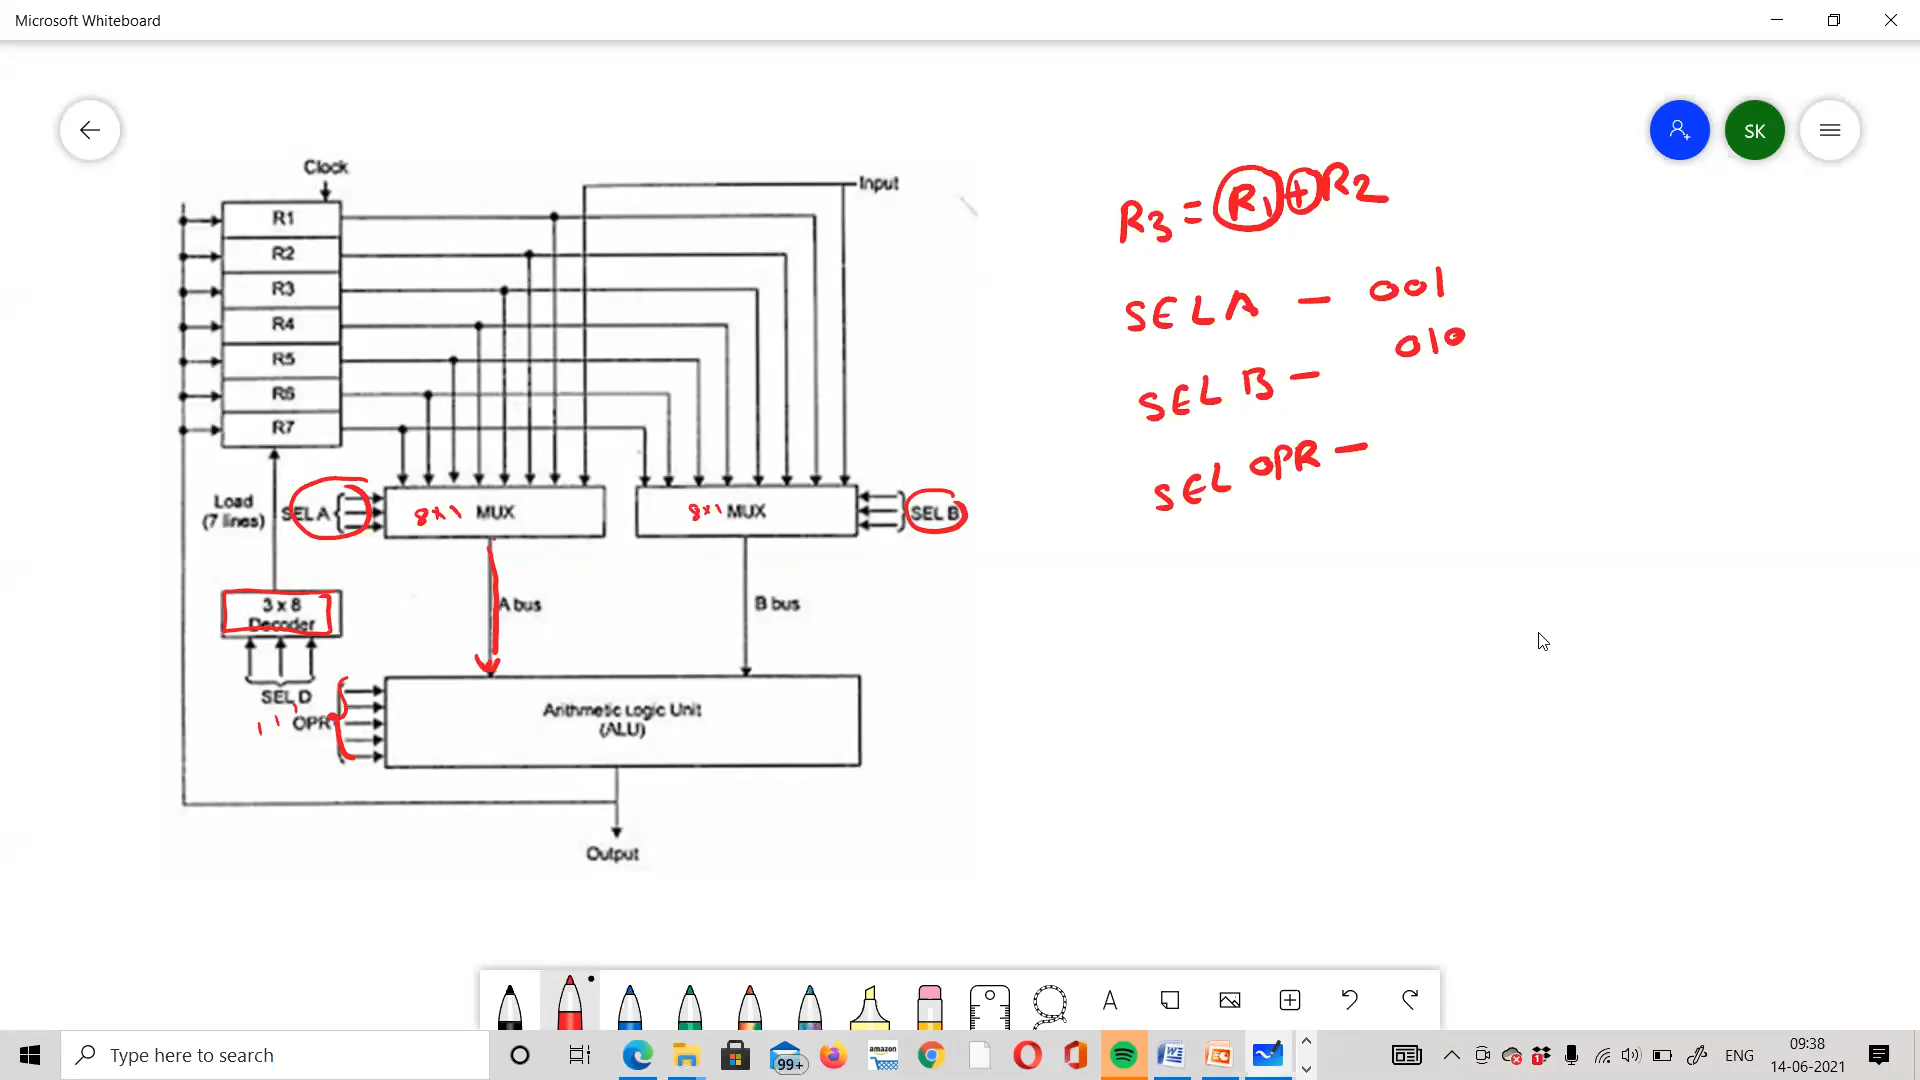 Microsoft Whiteboard
SK
Clock
Input
R1
R2
R3
R4
R5
R6
R7
Load
(7 lines)
SEL A
8x1 MUX
8x1 MUX
SEL B
3 x 8
Decoder
A bus
B bus
SEL D
OPR
Arithmetic Logic Unit
(ALU)
Output
R3 = R1 + R2
SEL A - 001
010
SEL B -
SEL OPR -
A
Type here to search
99+
amazon
ENG
09:38
14-06-2021